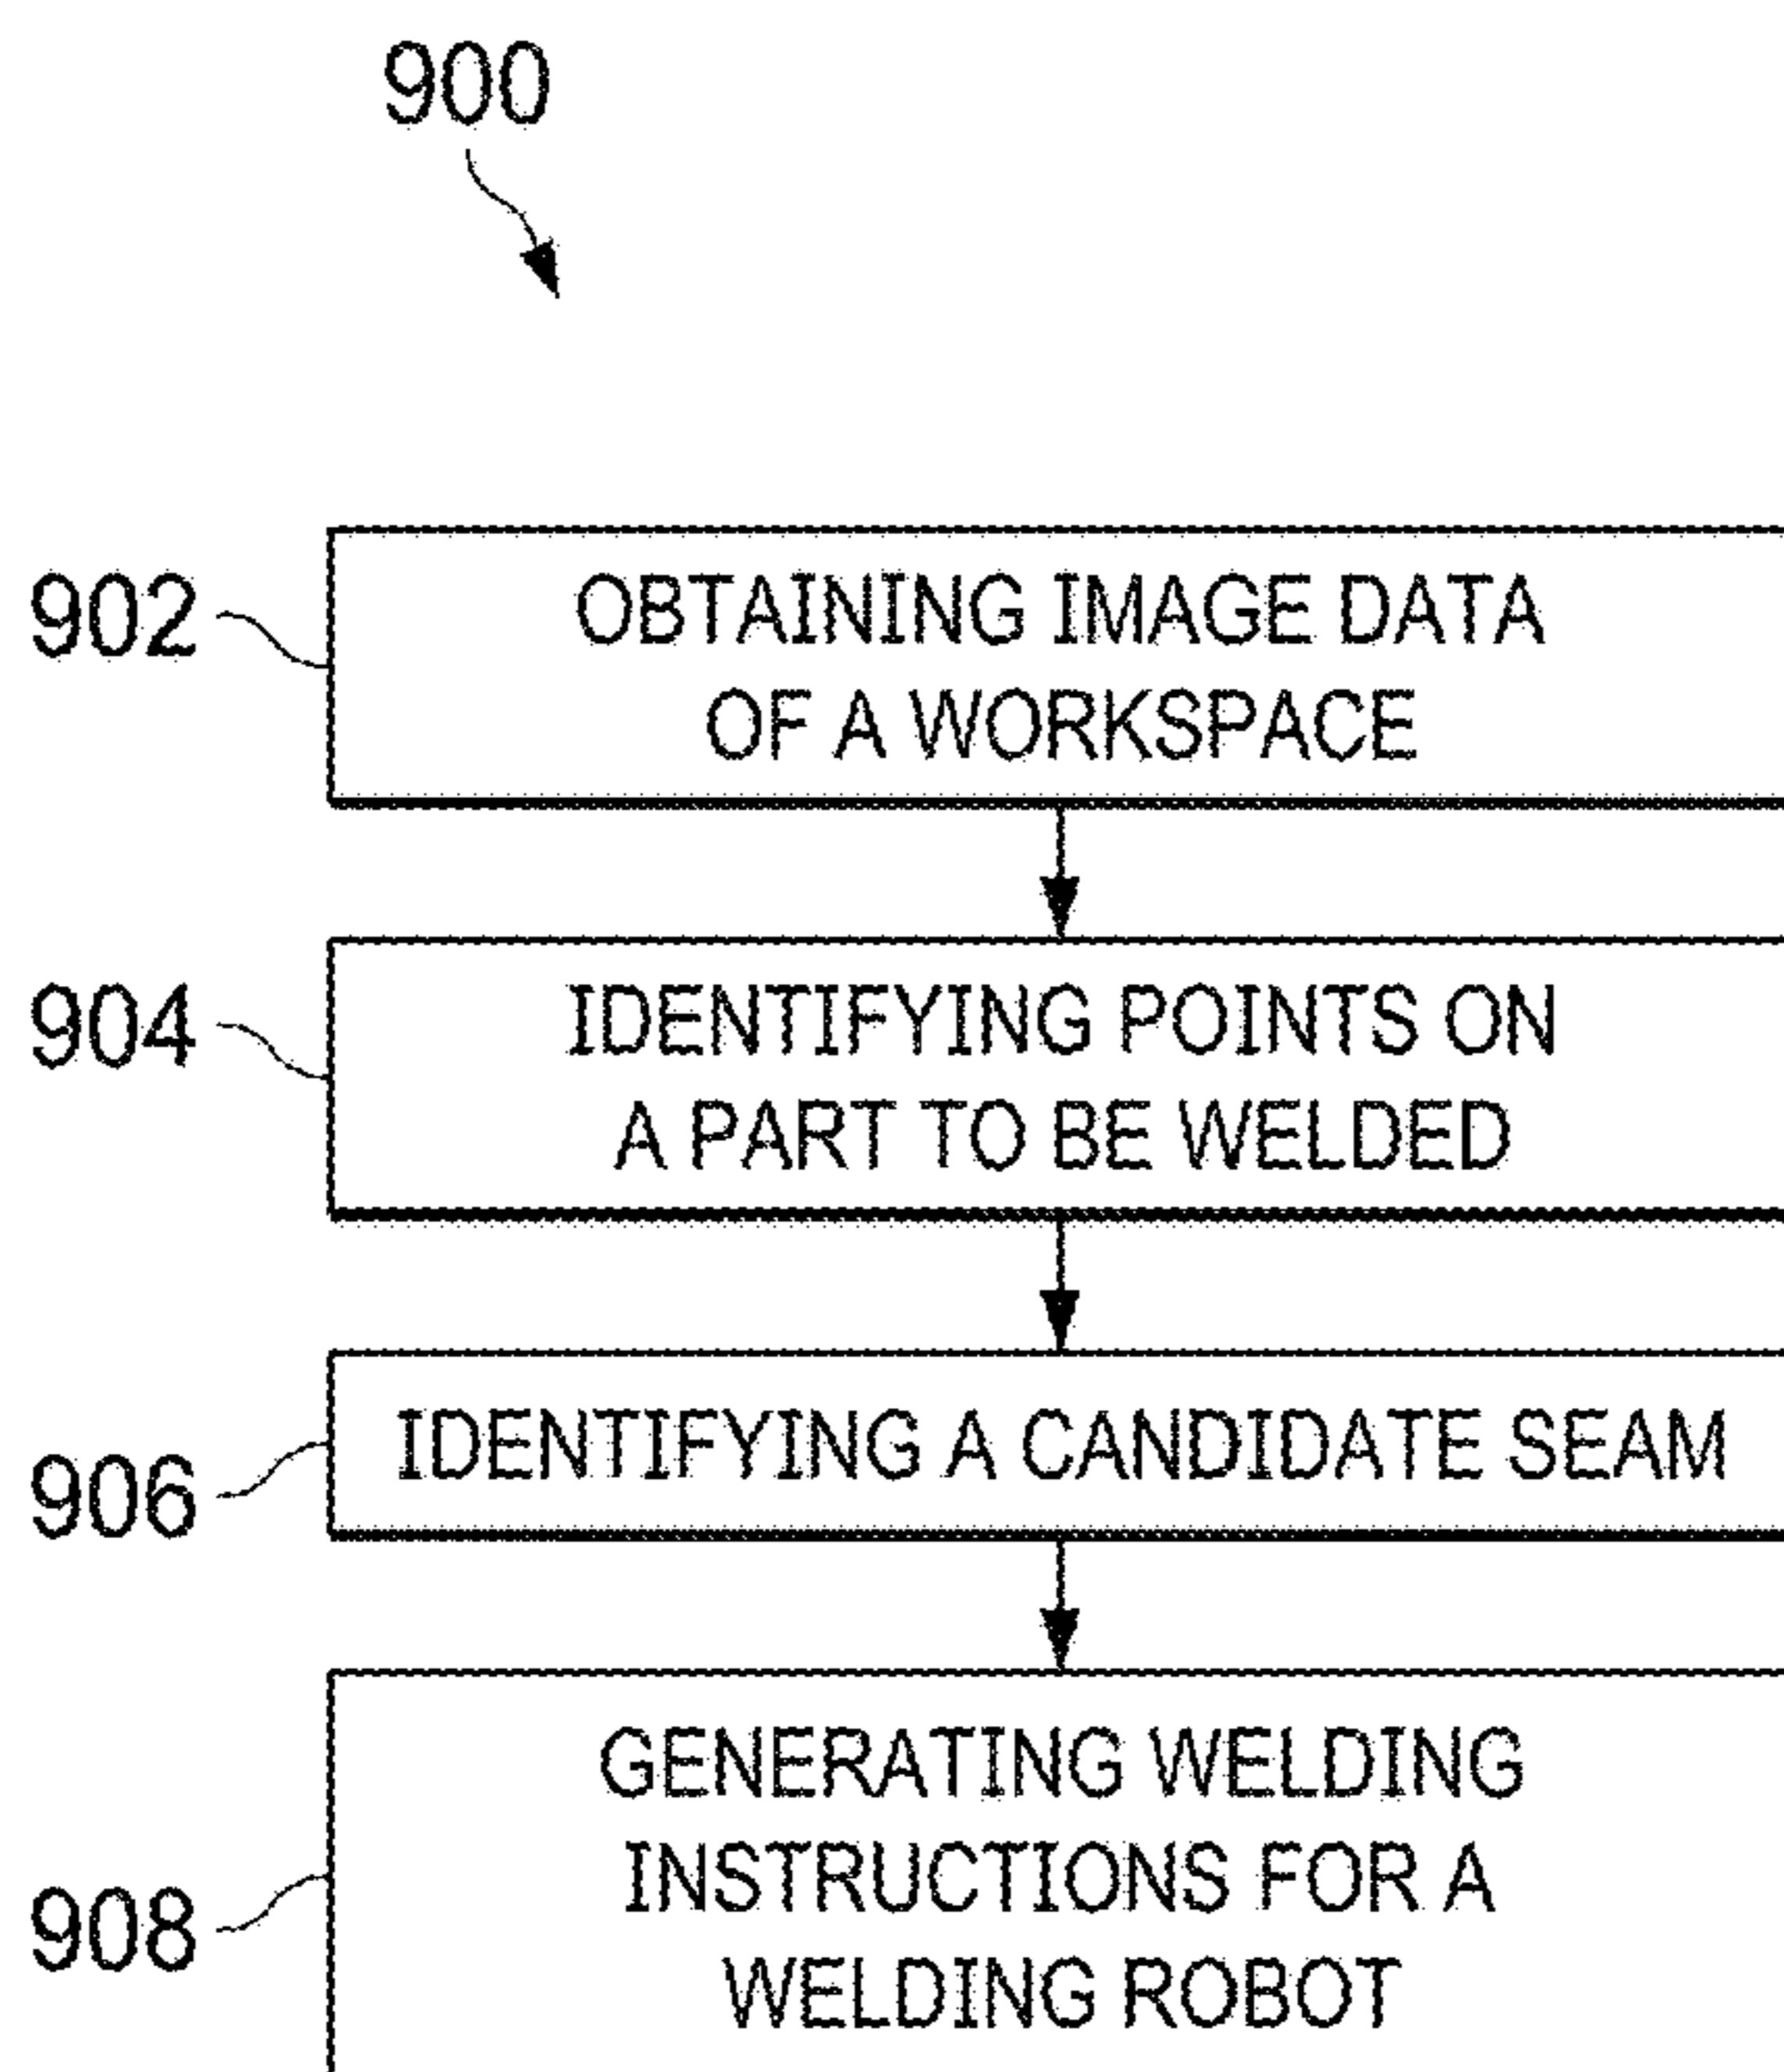 900
902
OBTAINING IMAGE DATA
OF A WORKSPACE
904
IDENTIFYING POINTS ON
A PART TO BE WELDED
906
IDENTIFYING A CANDIDATE SEAM
908
GENERATING WELDING
INSTRUCTIONS FOR A
WELDING ROBOT